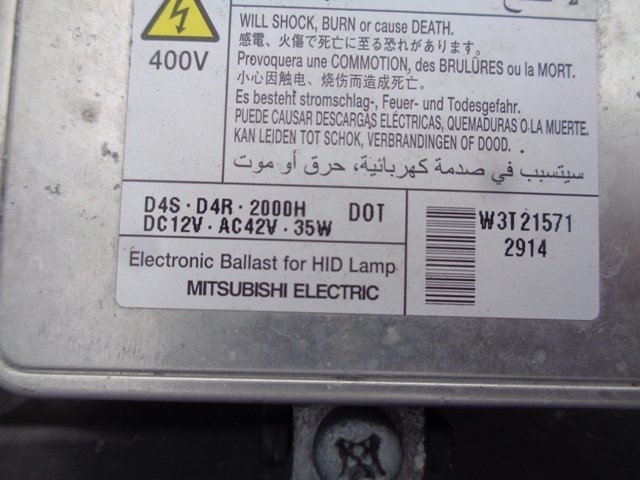 400V
WILL SHOCK, BURN or cause DEATH.
感電、火傷で死亡に至る恐れがあります。
Provoquera une COMMOTION, des BRULÛRES ou la MORT.
小心因触电、烧伤而造成死亡。
Es besteht stromschlag-, Feuer- und Todesgefahr.
PUEDE CAUSAR DESCARGAS ELÉCTRICAS, QUEMADURAS O LA MUERTE.
KAN LEIDEN TOT SCHOK, VERBRANDINGEN OF DOOD.
سيتسبب في صدمة كهربائية، حرق أو موت
D4S · D4R · 2000H DOT
DC12V · AC42V · 35W
Electronic Ballast for HID Lamp
MITSUBISHI ELECTRIC
W3T21571
2914